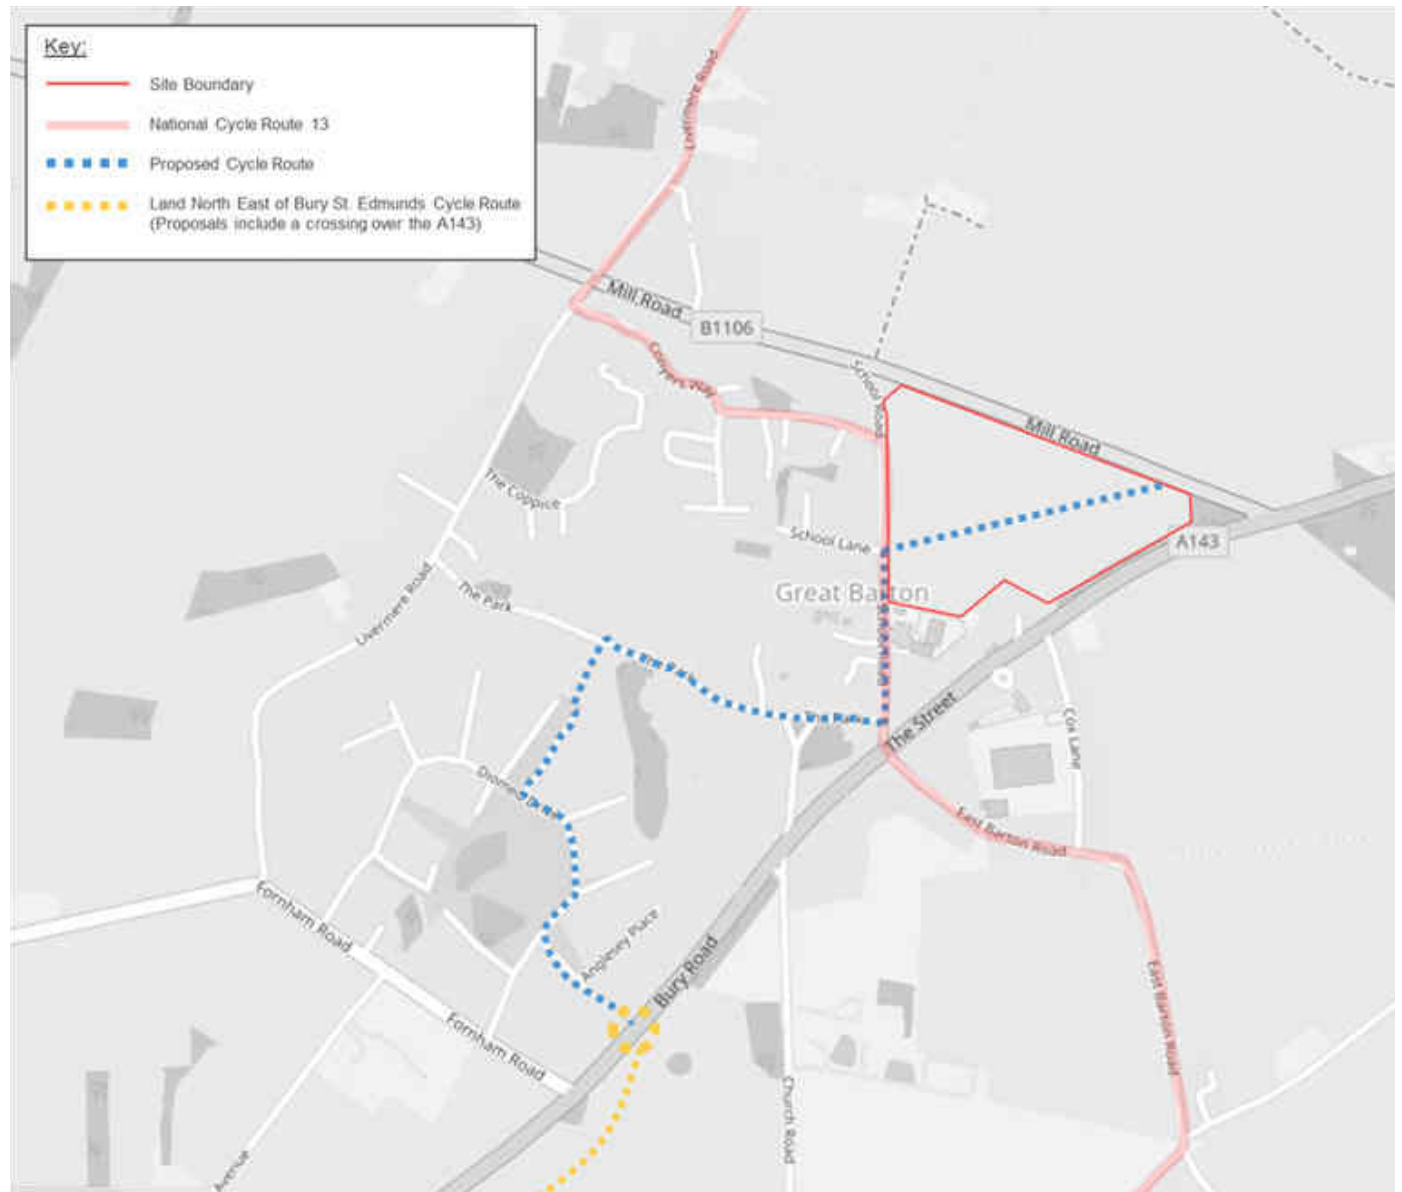 Key:
Site Boundary
National Cycle Route 13
Proposed Cycle Route
Land North East of Bury St. Edmunds Cycle Route
(Proposals include a crossing over the A143)
Livermere Road
Mill Road
B1106
School Road
Conyers Way
Mill Road
The Coppice
School Lane
A143
Great Barton
The Park
Livermere Road
The Park
The Street
Cox Lane
East Barton Road
Fornham Road
Anglesey Place
Bury Road
East Barton Road
Fornham Road
Church Road
Avenue